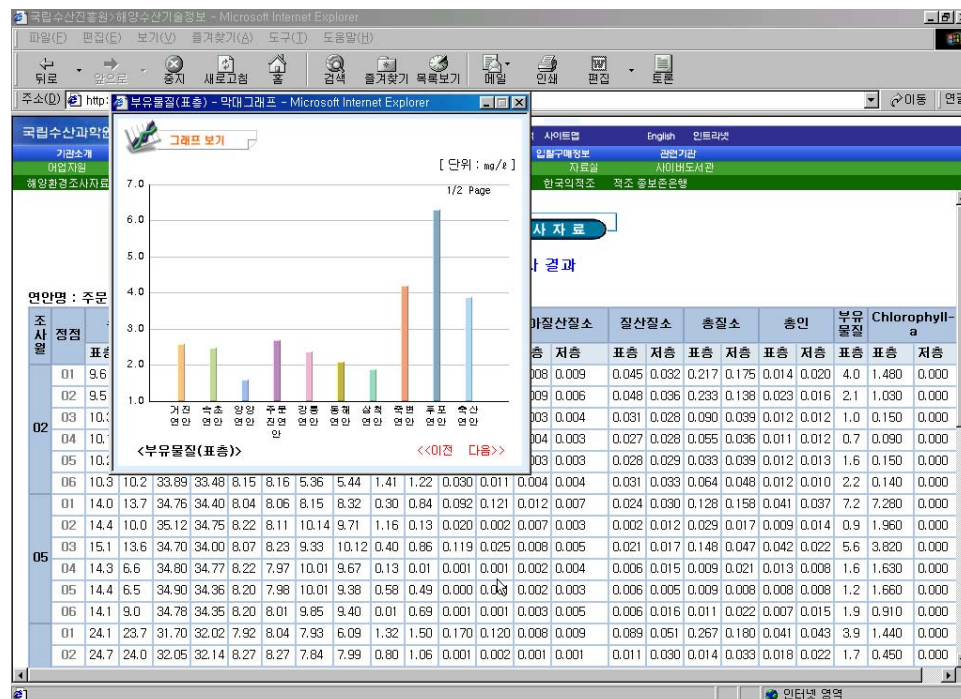 국립수산진흥원>해양수산기술정보 - Microsoft Internet Explorer
파일(F) 편집(E) 보기(V) 즐겨찾기(A) 도구(T) 도움말(H)
뒤로 앞으로 중지 새로고침 홈 검색 즐겨찾기 목록보기 메일 인쇄 편집 토론
주소(D) http: 이동 연결
부유물질(표층) - 막대그래프 - Microsoft Internet Explorer
국립수산과학원 사이트맵 English 인트라넷
기관소개 입찰구매정보 관련기관
어업자원 자료실 사이버도서관
해양환경조사자료 한국의적조 적조 종보존은행
그래프 보기
[ 단위 : mg/ℓ ]
1/2 Page
7.0
6.0
5.0
4.0
3.0
2.0
1.0
거진연안 속초연안 양양연안 주문진연안 강릉연안 동해연안 삼척연안 죽변연안 후포연안 축산연안
<부유물질(표층)>
<<이전 다음>>
사 자 료
사 결과
연안명 : 주문
조사월 정점 질산질소 총질소 총인 부유물질 Chlorophyll-a
표층 저층 표층 저층 표층 저층 표층 표층 저층
02
01 9.6 0.009 0.045 0.032 0.217 0.175 0.014 0.020 4.0 1.480 0.000
02 9.5 0.006 0.048 0.036 0.233 0.138 0.023 0.016 2.1 1.030 0.000
03 10. 0.004 0.031 0.028 0.090 0.039 0.012 0.012 1.0 0.150 0.000
04 10. 0.003 0.027 0.028 0.055 0.036 0.011 0.012 0.7 0.090 0.000
05 10. 0.003 0.028 0.029 0.033 0.039 0.012 0.013 1.6 0.150 0.000
06 10.3 10.2 33.89 33.48 8.15 8.16 5.36 5.44 1.41 1.22 0.030 0.011 0.004 0.004 0.031 0.033 0.064 0.048 0.012 0.010 2.2 0.140 0.000
05
01 14.0 13.7 34.76 34.40 8.04 8.06 8.15 8.32 0.30 0.84 0.092 0.121 0.012 0.007 0.024 0.030 0.128 0.158 0.041 0.037 7.2 7.280 0.000
02 14.4 10.0 35.12 34.75 8.22 8.11 10.14 9.71 1.16 0.13 0.020 0.002 0.007 0.003 0.002 0.012 0.029 0.017 0.009 0.014 0.9 1.960 0.000
03 15.1 13.6 34.70 34.00 8.07 8.23 9.33 10.12 0.40 0.86 0.119 0.025 0.008 0.005 0.021 0.017 0.148 0.047 0.042 0.022 5.6 3.820 0.000
04 14.3 6.6 34.80 34.77 8.22 7.97 10.01 9.67 0.13 0.01 0.001 0.001 0.002 0.004 0.006 0.015 0.009 0.021 0.013 0.008 1.6 1.630 0.000
05 14.4 6.5 34.90 34.36 8.20 7.98 10.01 9.38 0.58 0.49 0.000 0.002 0.003 0.006 0.005 0.009 0.008 0.008 0.008 1.2 1.660 0.000
06 14.1 9.0 34.78 34.35 8.20 8.01 9.85 9.40 0.01 0.69 0.001 0.001 0.003 0.005 0.006 0.016 0.011 0.022 0.007 0.015 1.9 0.910 0.000
01 24.1 23.7 31.70 32.02 7.92 8.04 7.93 6.09 1.32 1.50 0.170 0.120 0.008 0.009 0.089 0.051 0.267 0.180 0.041 0.043 3.9 1.440 0.000
02 24.7 24.0 32.05 32.14 8.27 8.27 7.84 7.99 0.80 1.06 0.001 0.002 0.001 0.001 0.011 0.030 0.014 0.033 0.018 0.022 1.7 0.450 0.000
인터넷 영역